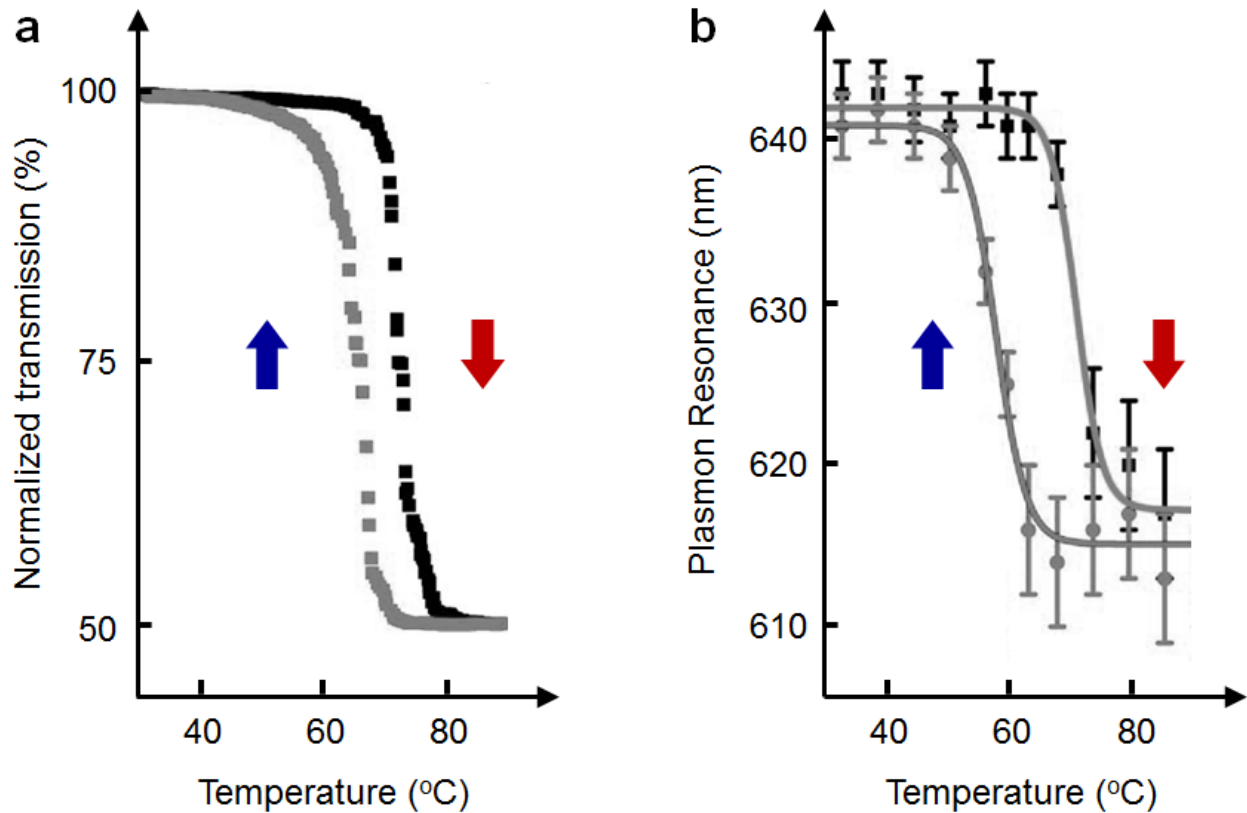 a
Normalized transmission (%)
100
75
50
40 60 80
Temperature (oC)
b
Plasmon Resonance (nm)
640
630
620
610
40 60 80
Temperature (oC)